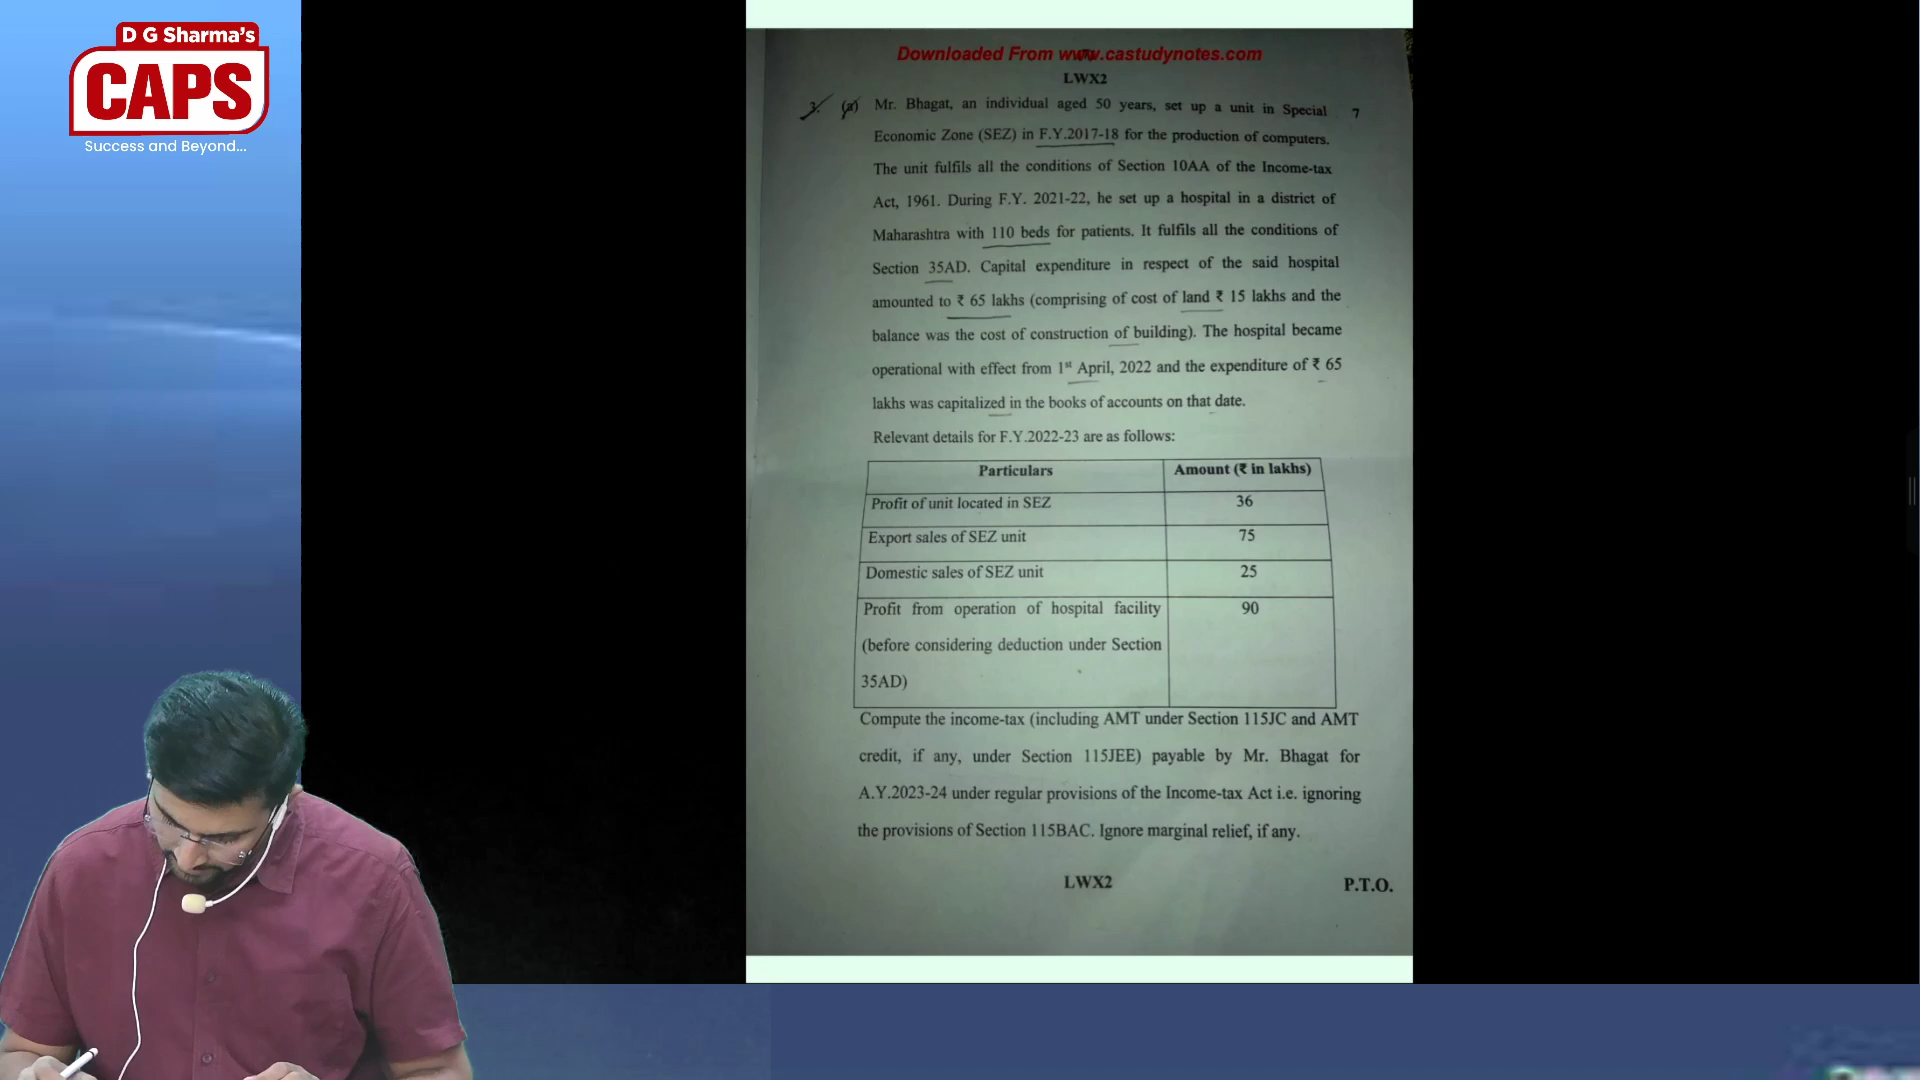 D G Sharma's
CAPS
Success and Beyond...
Downloaded From www.castudynotes.com
LWX2
3. (a) Mr. Bhagat, an individual aged 50 years, set up a unit in Special 7
Economic Zone (SEZ) in F.Y.2017-18 for the production of computers.
The unit fulfils all the conditions of Section 10AA of the Income-tax
Act, 1961. During F.Y. 2021-22, he set up a hospital in a district of
Maharashtra with 110 beds for patients. It fulfils all the conditions of
Section 35AD. Capital expenditure in respect of the said hospital
amounted to ₹ 65 lakhs (comprising of cost of land ₹ 15 lakhs and the
balance was the cost of construction of building). The hospital became
operational with effect from 1st April, 2022 and the expenditure of ₹ 65
lakhs was capitalized in the books of accounts on that date.
Relevant details for F.Y.2022-23 are as follows:
Particulars Amount (₹ in lakhs)
Profit of unit located in SEZ 36
Export sales of SEZ unit 75
Domestic sales of SEZ unit 25
Profit from operation of hospital facility 90
(before considering deduction under Section
35AD)
Compute the income-tax (including AMT under Section 115JC and AMT
credit, if any, under Section 115JEE) payable by Mr. Bhagat for
A.Y.2023-24 under regular provisions of the Income-tax Act i.e. ignoring
the provisions of Section 115BAC. Ignore marginal relief, if any.
LWX2 P.T.O.